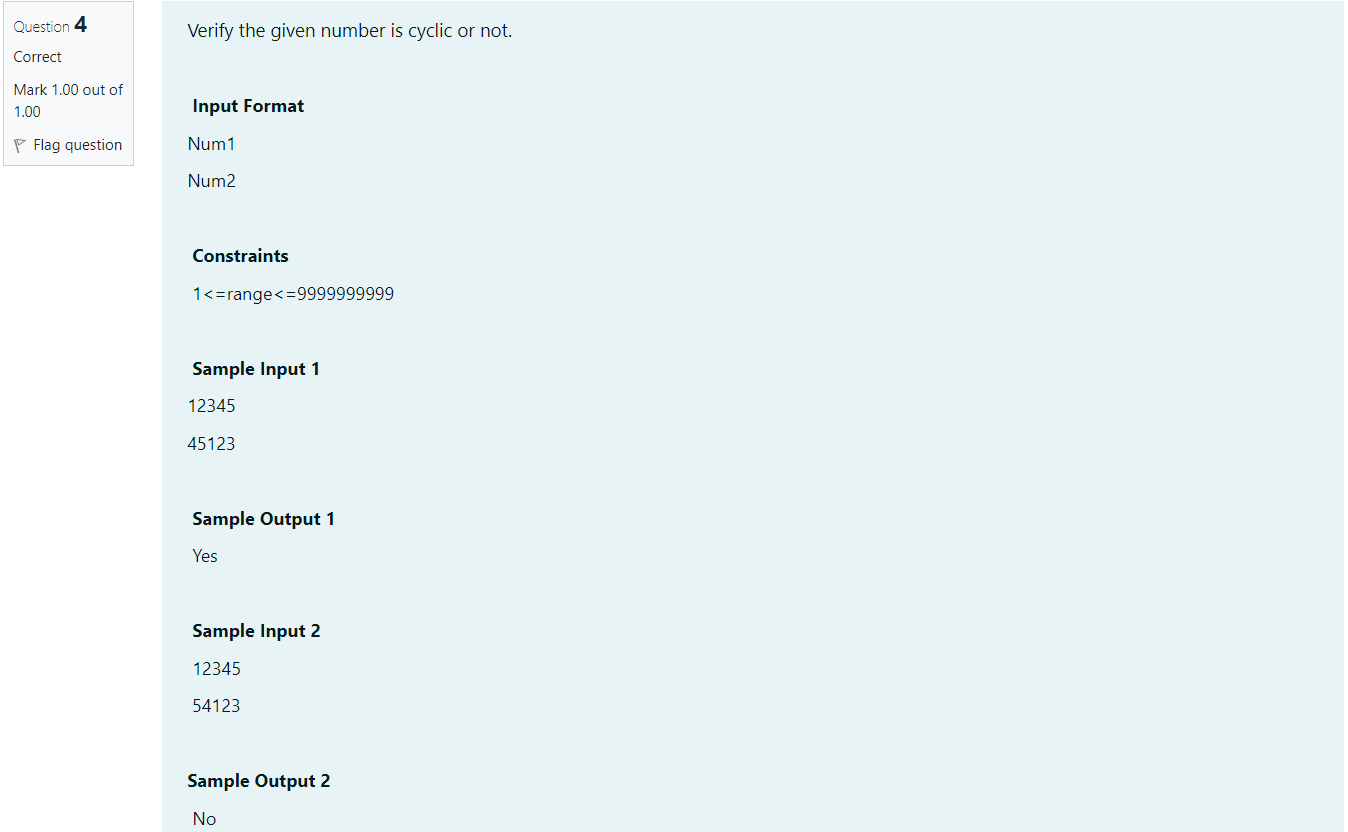 Question 4
Correct
Mark 1.00 out of
1.00
Flag question
Verify the given number is cyclic or not.
Input Format
Num1
Num2
Constraints
1<=range<=9999999999
Sample Input 1
12345
45123
Sample Output 1
Yes
Sample Input 2
12345
54123
Sample Output 2
No